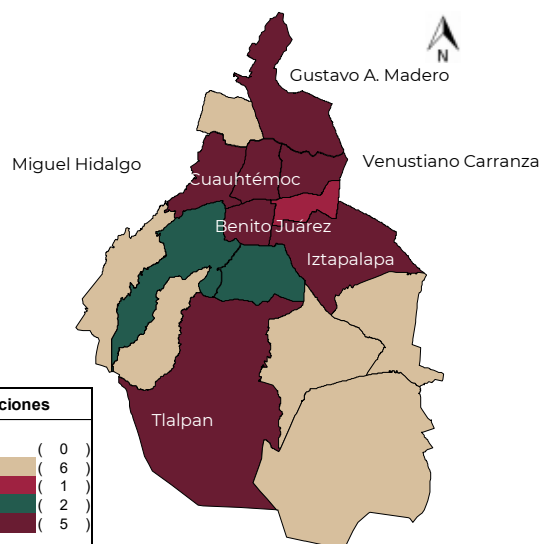 N
Gustavo A. Madero
Miguel Hidalgo
Venustiano Carranza
Cuauhtémoc
Benito Juárez
Iztapalapa
Tlalpan
ciones
( 0 )
( 6 )
( 1 )
( 2 )
( 5 )